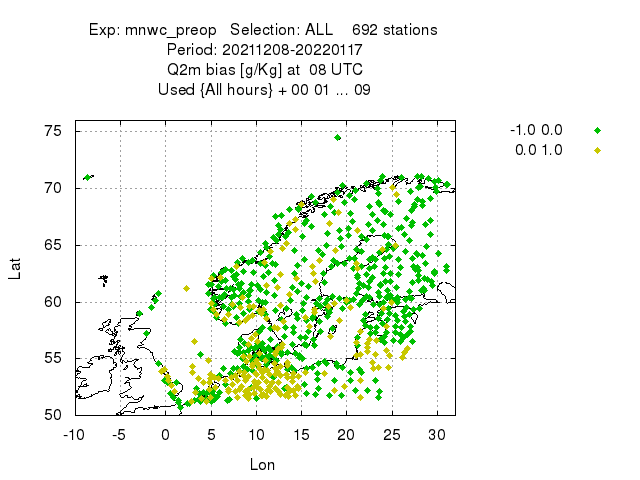 Exp: mnwc_preop   Selection: ALL    692 stations
Period: 20211208-20220117
Q2m bias [g/Kg] at  08 UTC
Used {All hours} + 00 01 ... 09
-1.0 0.0
0.0 1.0
75
70
65
60
55
50
Lat
-10 -5 0 5 10 15 20 25 30
Lon